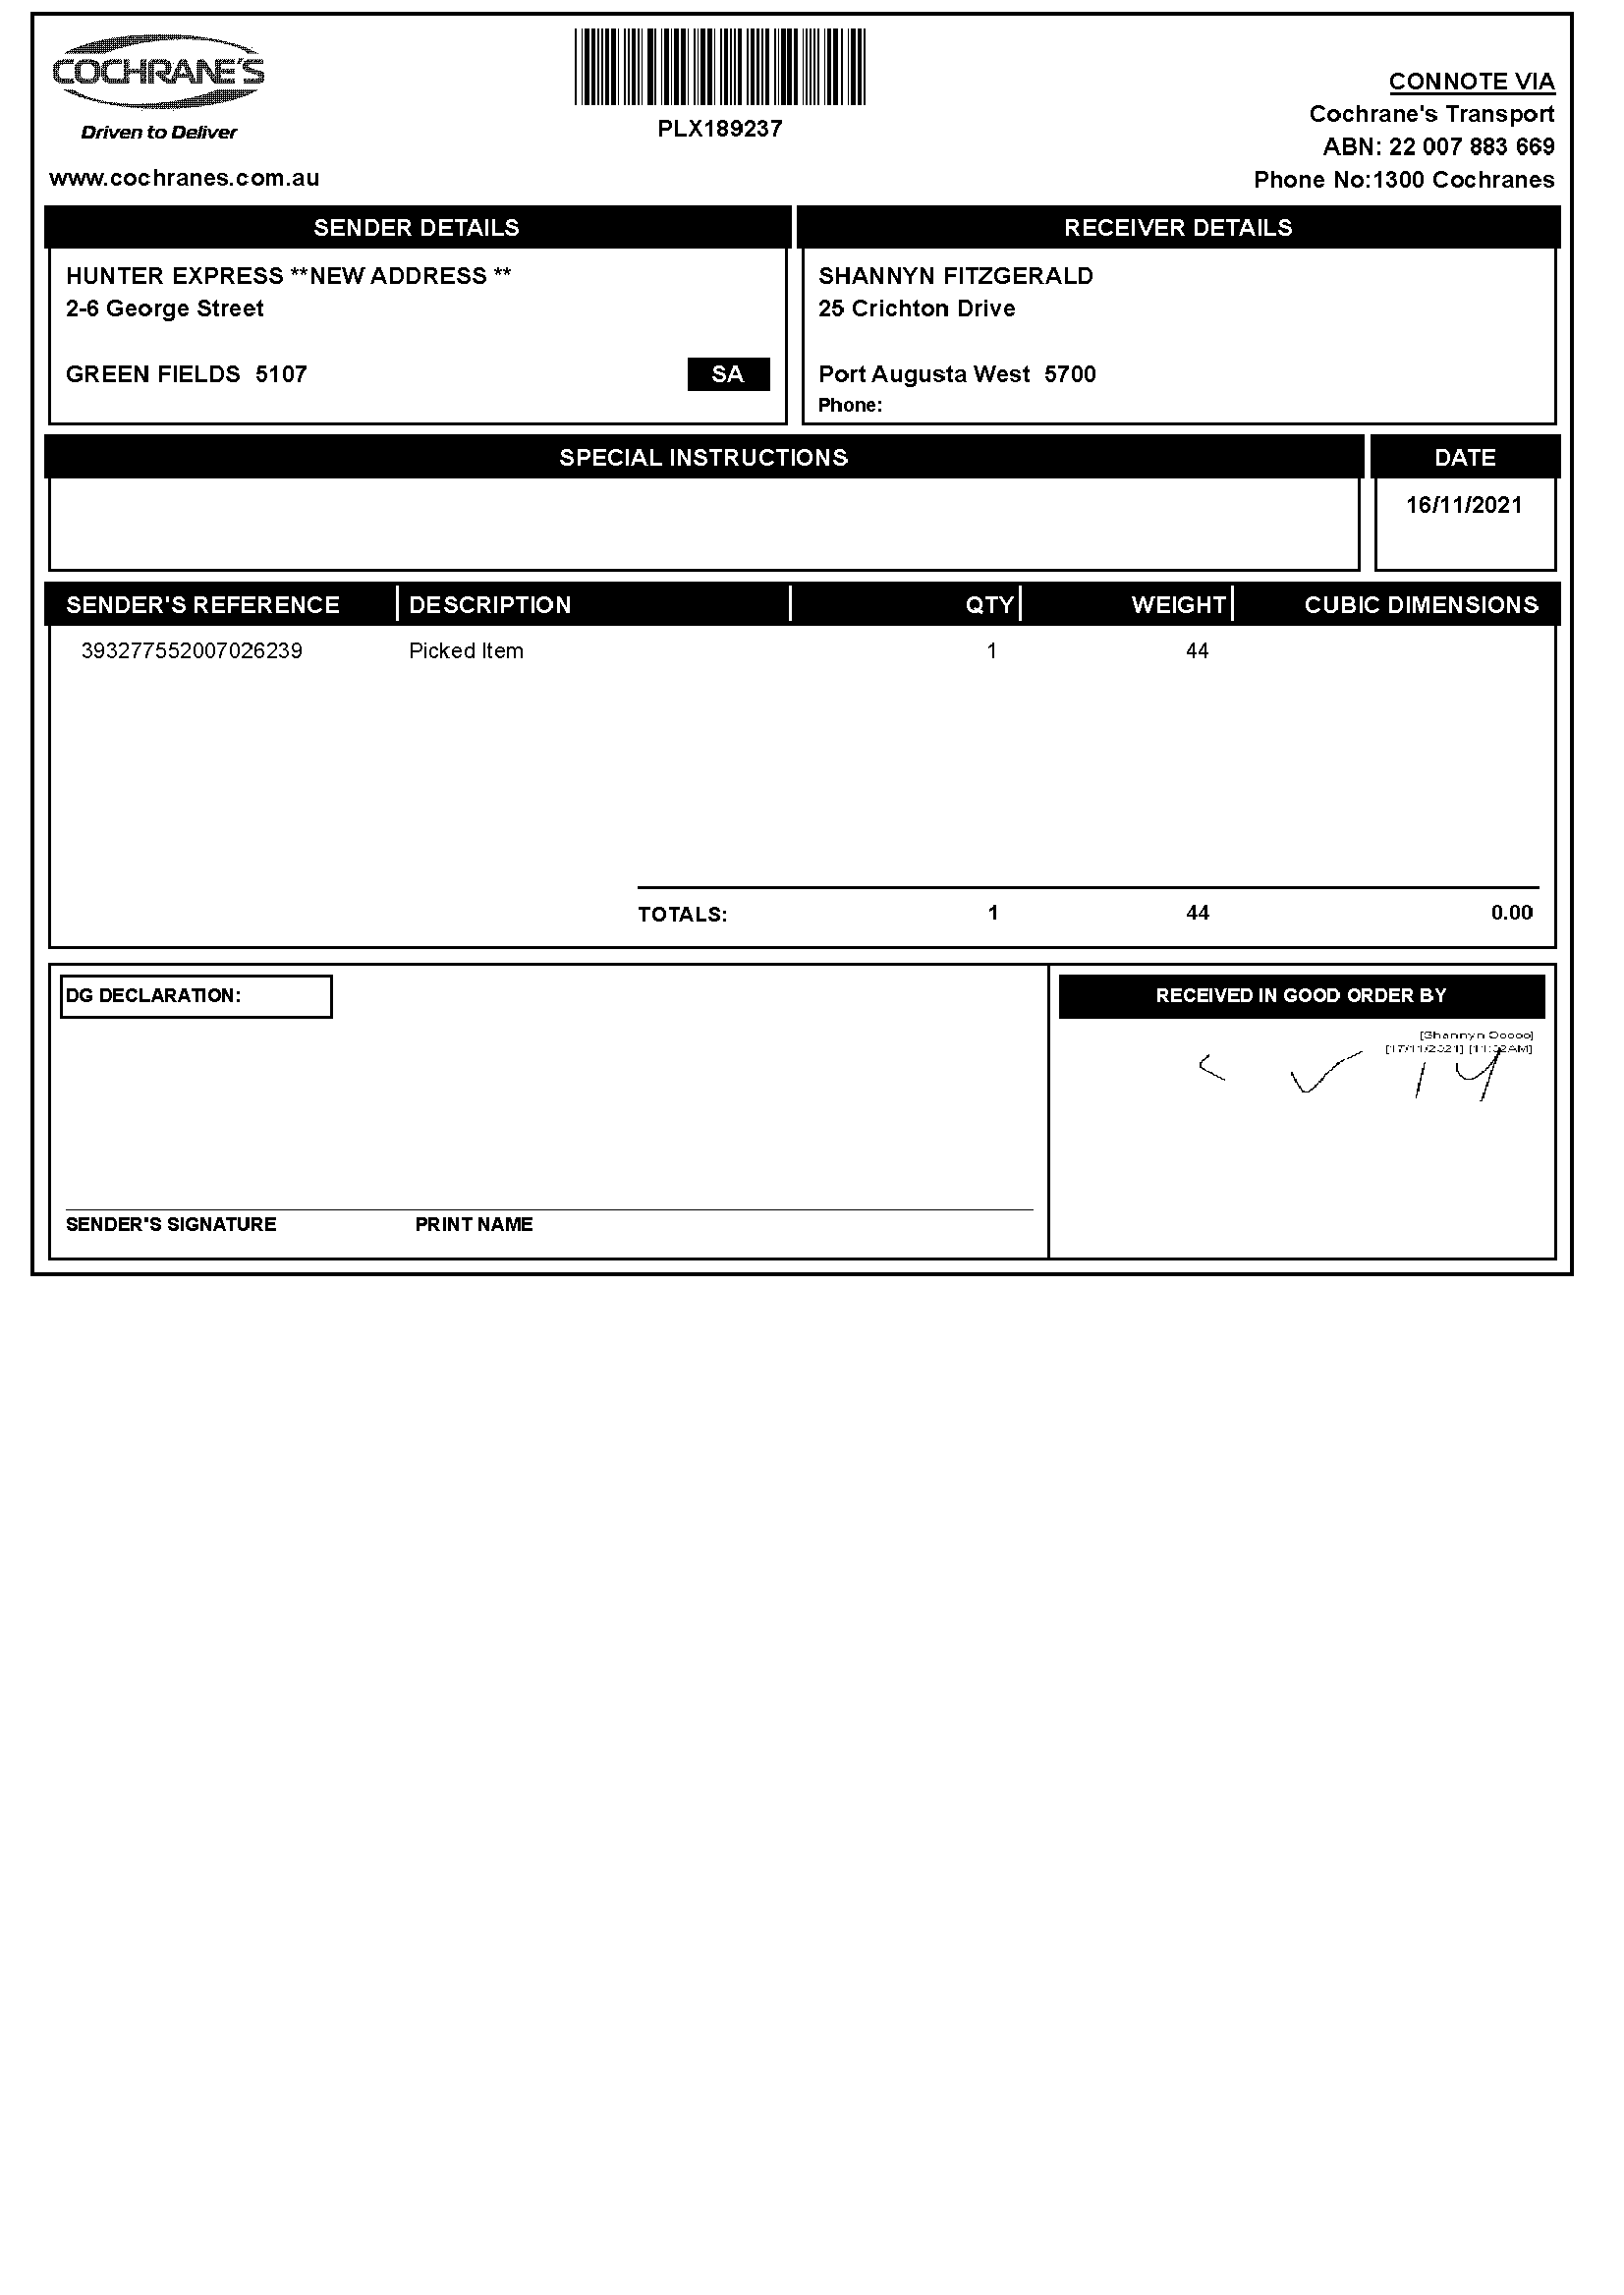 COCHRANE'S
Driven to Deliver
www.cochranes.com.au
PLX189237
CONNOTE VIA
Cochrane's Transport
ABN: 22 007 883 669
Phone No:1300 Cochranes
SENDER DETAILS
HUNTER EXPRESS **NEW ADDRESS **
2-6 George Street
GREEN FIELDS 5107 SA
RECEIVER DETAILS
SHANNYN FITZGERALD
25 Crichton Drive
Port Augusta West 5700
Phone:
SPECIAL INSTRUCTIONS
DATE
16/11/2021
SENDER'S REFERENCE DESCRIPTION QTY WEIGHT CUBIC DIMENSIONS
393277552007026239 Picked Item 1 44
TOTALS: 1 44 0.00
DG DECLARATION:
SENDER'S SIGNATURE PRINT NAME
RECEIVED IN GOOD ORDER BY
[Shannyn Doooo]
[17/11/2021] [11:02AM]